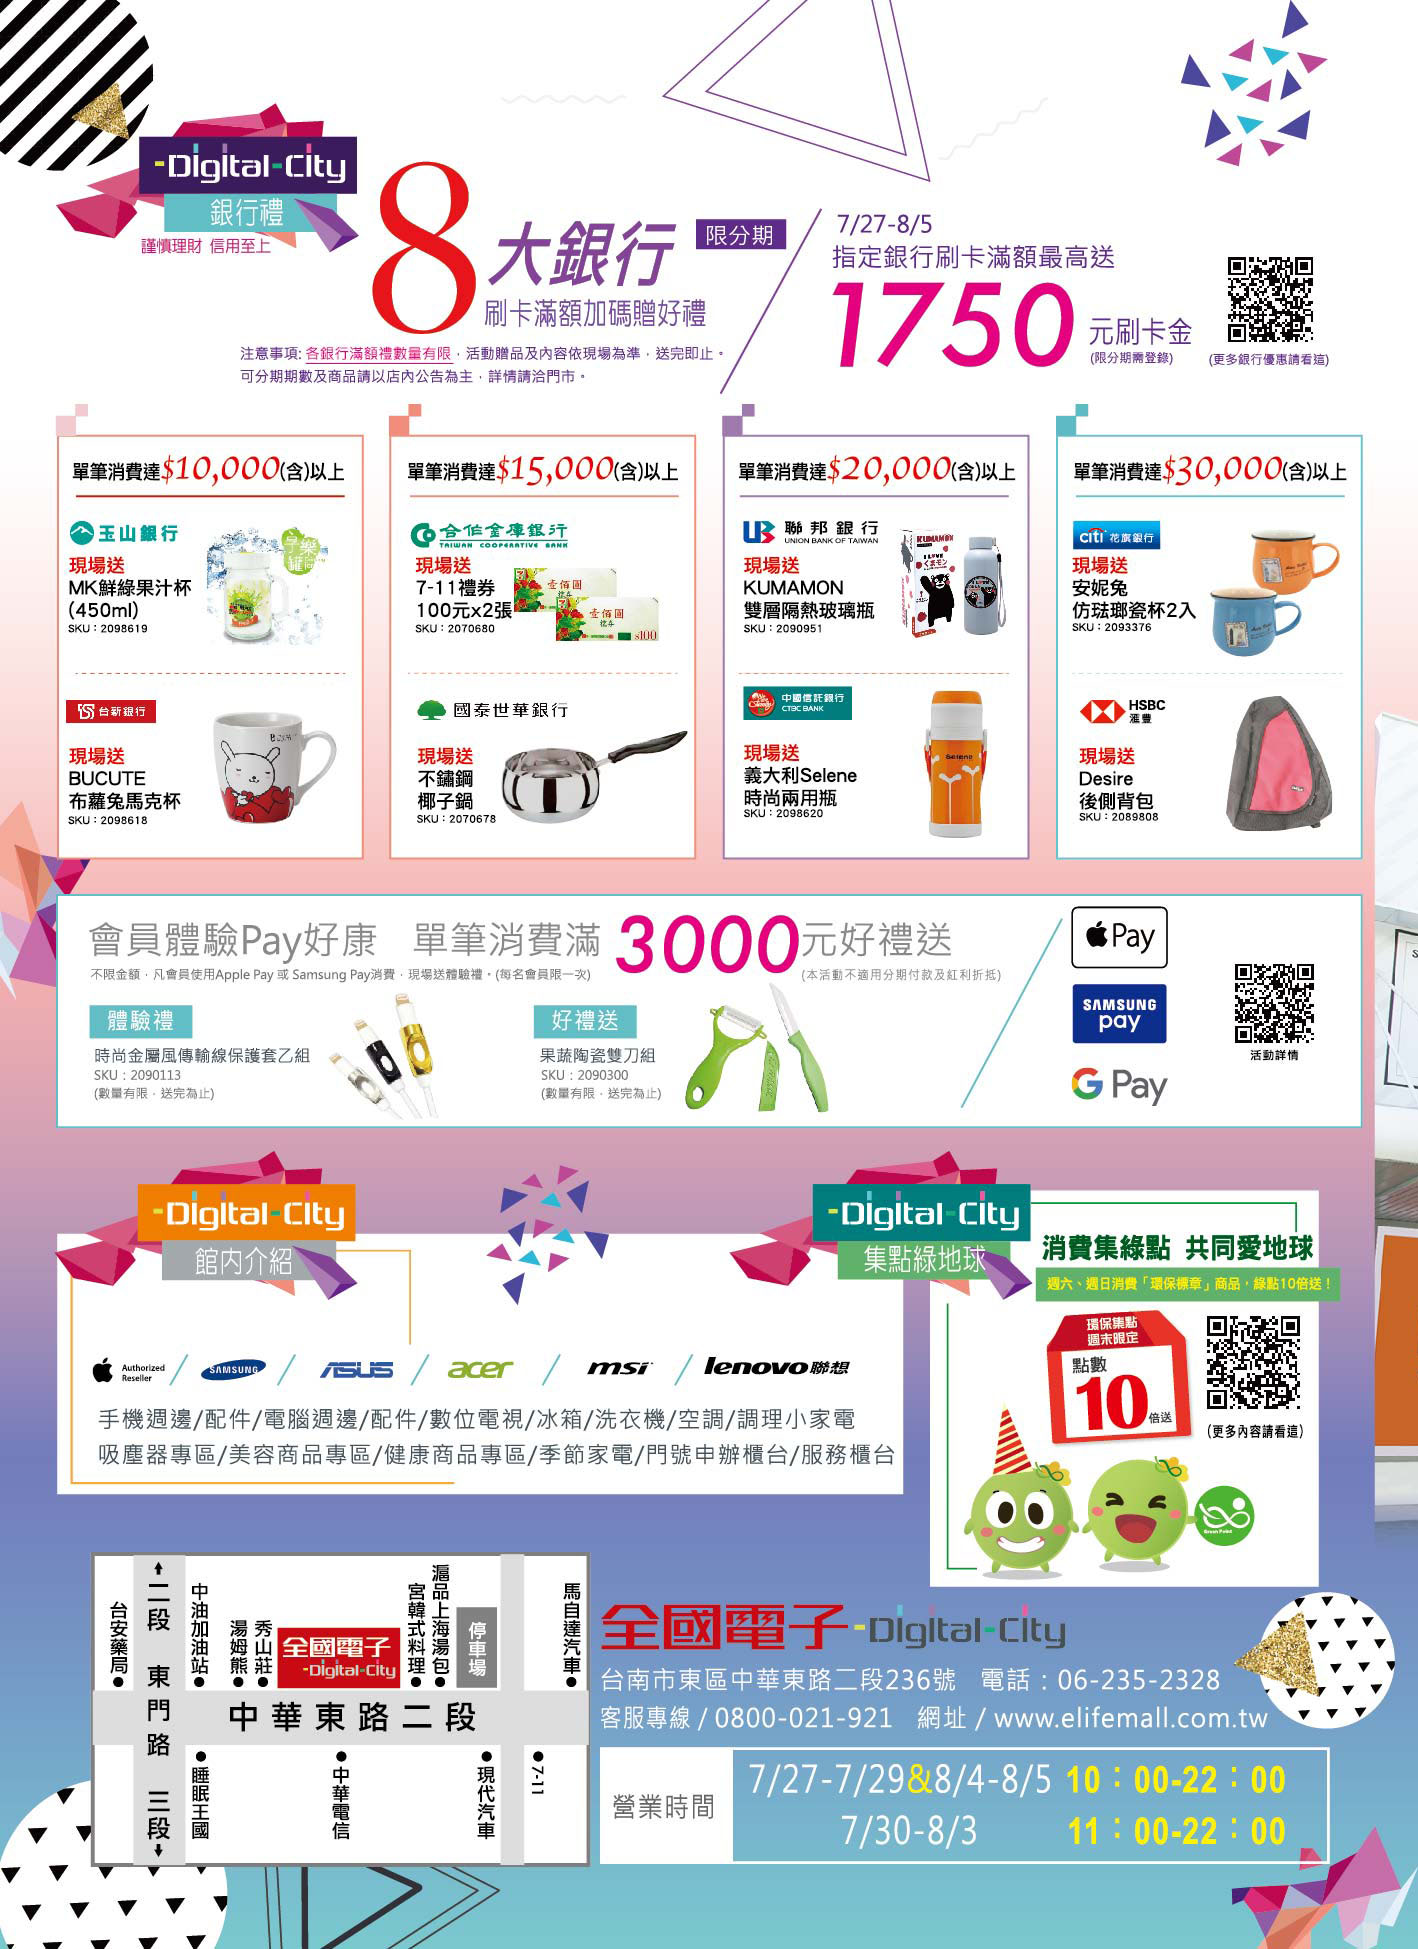 Digital-City
銀行禮
謹慎理財 信用至上
8大銀行 限分期
刷卡滿額加碼贈好禮
注意事項: 各銀行滿額禮數量有限，活動贈品及內容依現場為準，送完即止。
可分期期數及商品請以店內公告為主，詳情請洽門市。
7/27-8/5
指定銀行刷卡滿額最高送
1750元刷卡金
(限分期需登錄)
(更多銀行優惠請看這)
單筆消費達$10,000(含)以上
玉山銀行
現場送
MK鮮綠果汁杯
(450ml)
SKU：2098619
享樂罐
台新銀行
現場送
BUCUTE
布蘿兔馬克杯
SKU：2098618
單筆消費達$15,000(含)以上
合作金庫銀行
TAIWAN COOPERATIVE BANK
現場送
7-11禮券
100元x2張
SKU：2070680
壹佰圓
禮券
壹佰圓
禮券
$100
國泰世華銀行
現場送
不鏽鋼
椰子鍋
SKU：2070678
單筆消費達$20,000(含)以上
聯邦銀行
UNION BANK OF TAIWAN
現場送
KUMAMON
雙層隔熱玻璃瓶
SKU：2090951
KUMAMON
I LOVE
くまモン
中國信託銀行
CTBC BANK
現場送
義大利Selene
時尚兩用瓶
SKU：2098620
Selene
單筆消費達$30,000(含)以上
citi 花旗銀行
現場送
安妮兔
仿琺瑯瓷杯2入
SKU：2093376
HSBC
滙豐
現場送
Desire
後側背包
SKU：2089808
會員體驗Pay好康 單筆消費滿3000元好禮送
不限金額，凡會員使用Apple Pay 或 Samsung Pay消費，現場送體驗禮。(每名會員限一次)
(本活動不適用分期付款及紅利折抵)
體驗禮
時尚金屬風傳輸線保護套乙組
SKU：2090113
(數量有限，送完為止)
好禮送
果蔬陶瓷雙刀組
SKU：2090300
(數量有限，送完為止)
Pay
SAMSUNG
pay
G Pay
活動詳情
Digital-City
館內介紹
Authorized
Reseller
SAMSUNG
ASUS
acer
msi
lenovo 聯想
手機週邊/配件/電腦週邊/配件/數位電視/冰箱/洗衣機/空調/調理小家電
吸塵器專區/美容商品專區/健康商品專區/季節家電/門號申辦櫃台/服務櫃台
Digital-City
集點綠地球
消費集綠點 共同愛地球
週六、週日消費「環保標章」商品，綠點10倍送！
環保集點
週末限定
點數
10倍送
(更多內容請看這)
Green Point
台安藥局
二段 東門路 三段
中油加油站
湯姆熊
秀山莊
全國電子
Digital-City
宮韓式料理
滬品上海湯包
停車場
馬自達汽車
中華東路二段
睡眠王國
中華電信
現代汽車
7-11
全國電子-Digital-City
台南市東區中華東路二段236號 電話：06-235-2328
客服專線 / 0800-021-921 網址 / www.elifemall.com.tw
營業時間
7/27-7/29&8/4-8/5 10：00-22：00
7/30-8/3 11：00-22：00